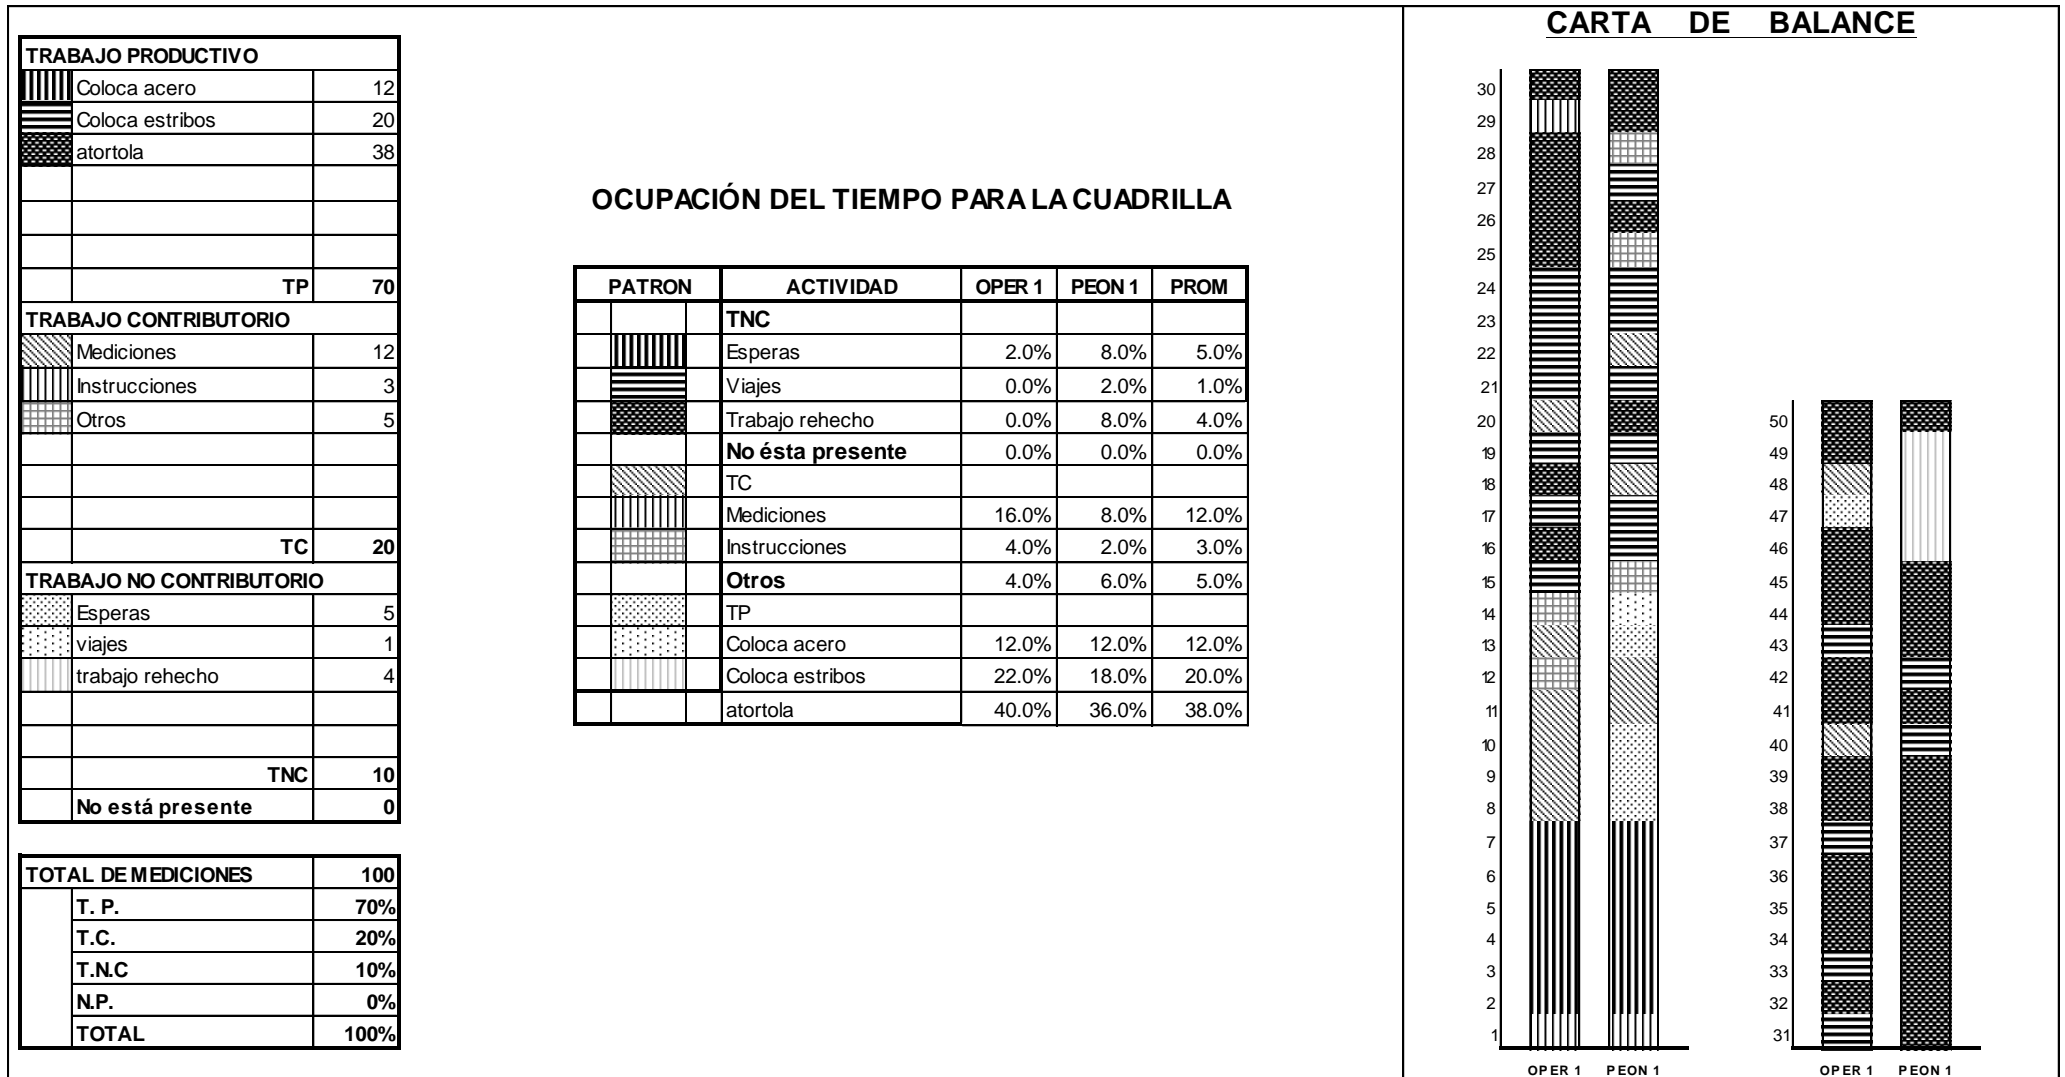 CARTA DE BALANCE
TRABAJO PRODUCTIVO
Coloca acero 12
Coloca estribos 20
atortola 38
TP 70
TRABAJO CONTRIBUTORIO
Mediciones 12
Instrucciones 3
Otros 5
TC 20
TRABAJO NO CONTRIBUTORIO
Esperas 5
viajes 1
trabajo rehecho 4
TNC 10
No está presente 0
TOTAL DE MEDICIONES 100
T. P. 70%
T.C. 20%
T.N.C 10%
N.P. 0%
TOTAL 100%
OCUPACIÓN DEL TIEMPO PARA LA CUADRILLA
PATRON ACTIVIDAD OPER 1 PEON 1 PROM
TNC
Esperas 2.0% 8.0% 5.0%
Viajes 0.0% 2.0% 1.0%
Trabajo rehecho 0.0% 8.0% 4.0%
No ésta presente 0.0% 0.0% 0.0%
TC
Mediciones 16.0% 8.0% 12.0%
Instrucciones 4.0% 2.0% 3.0%
Otros 4.0% 6.0% 5.0%
TP
Coloca acero 12.0% 12.0% 12.0%
Coloca estribos 22.0% 18.0% 20.0%
atortola 40.0% 36.0% 38.0%
30
29
28
27
26
25
24
23
22
21
20
19
18
17
16
15
14
13
12
11
10
9
8
7
6
5
4
3
2
1
OPER 1 PEON 1
50
49
48
47
46
45
44
43
42
41
40
39
38
37
36
35
34
33
32
31
OPER 1 PEON 1